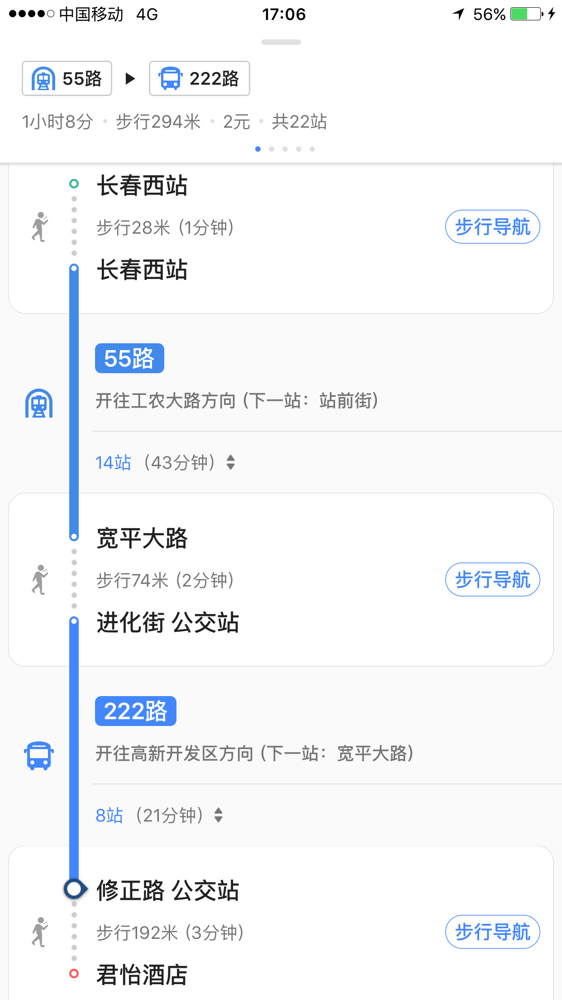 中国移动 4G 17:06 56%
55路 ▶ 222路
1小时8分 • 步行294米 • 2元 • 共22站
长春西站
步行28米 (1分钟)
步行导航
长春西站
55路
开往工农大路方向 (下一站：站前街)
14站 (43分钟)
宽平大路
步行74米 (2分钟)
步行导航
进化街 公交站
222路
开往高新开发区方向 (下一站：宽平大路)
8站 (21分钟)
修正路 公交站
步行192米 (3分钟)
步行导航
君怡酒店